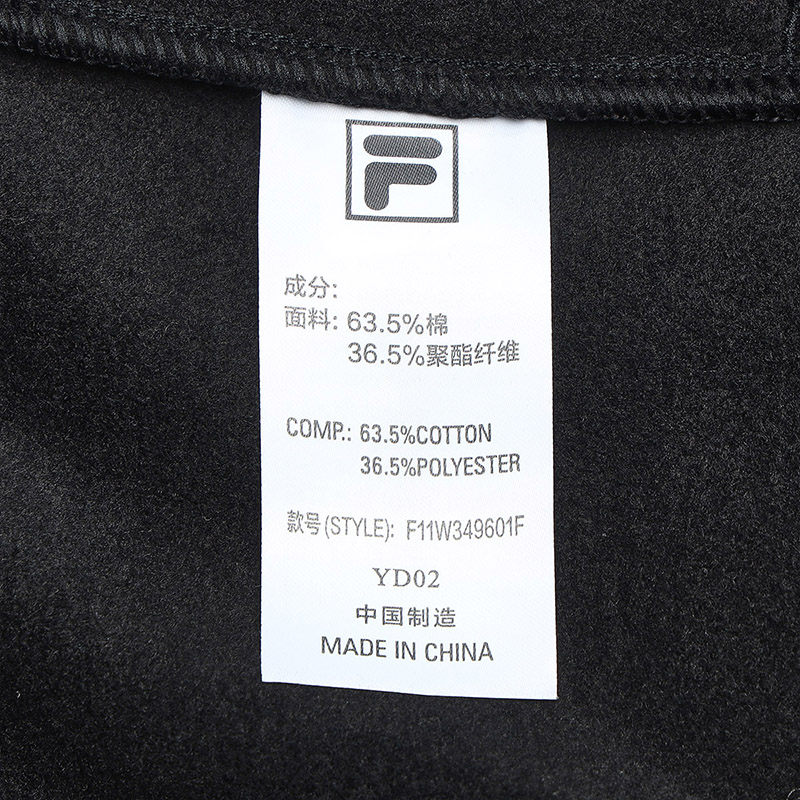 F
成分:
面料: 63.5%棉
36.5%聚酯纤维
COMP.: 63.5%COTTON
36.5%POLYESTER
款号(STYLE): F11W349601F
YD02
中国制造
MADE IN CHINA